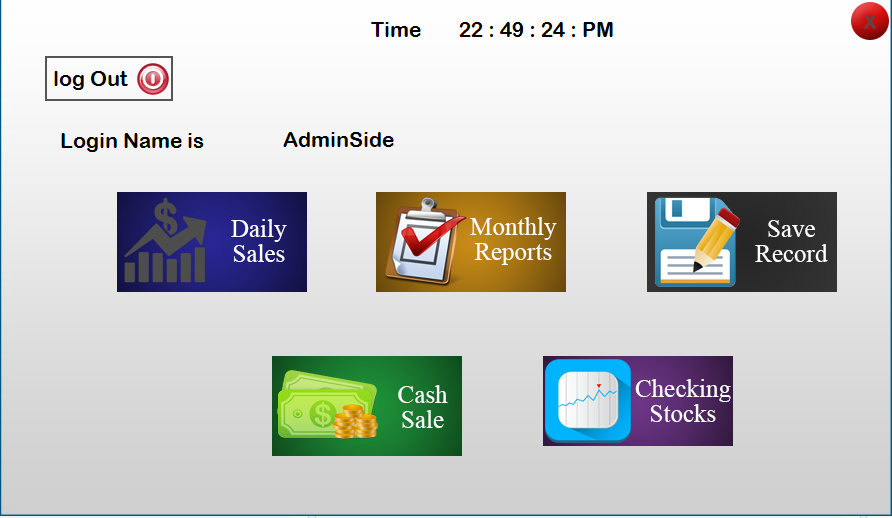 Time 22 : 49 : 24 : PM
X
log Out
Login Name is AdminSide
Daily
Sales
Monthly
Reports
Save
Record
Cash
Sale
Checking
Stocks